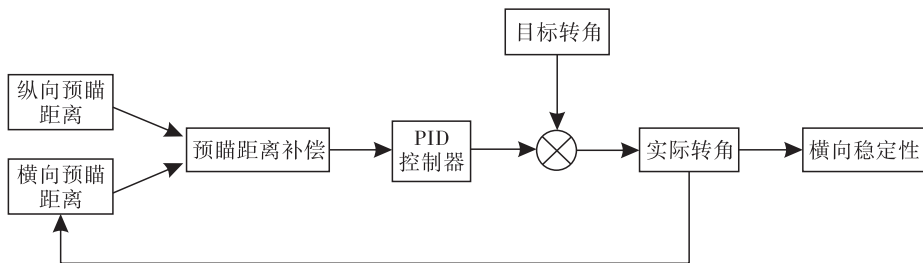 目标转角
纵向预瞄
距离
横向预瞄
距离
预瞄距离补偿
PID
控制器
实际转角
横向稳定性